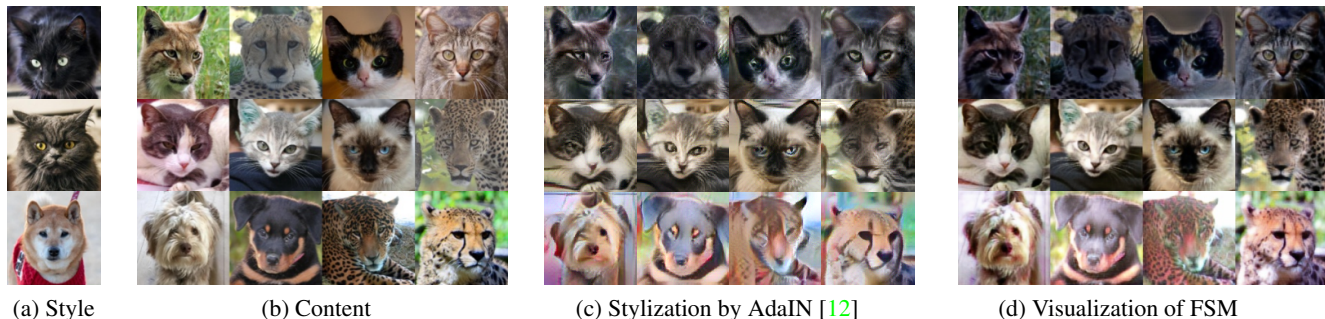 (a) Style
(b) Content
(c) Stylization by AdaIN [12]
(d) Visualization of FSM